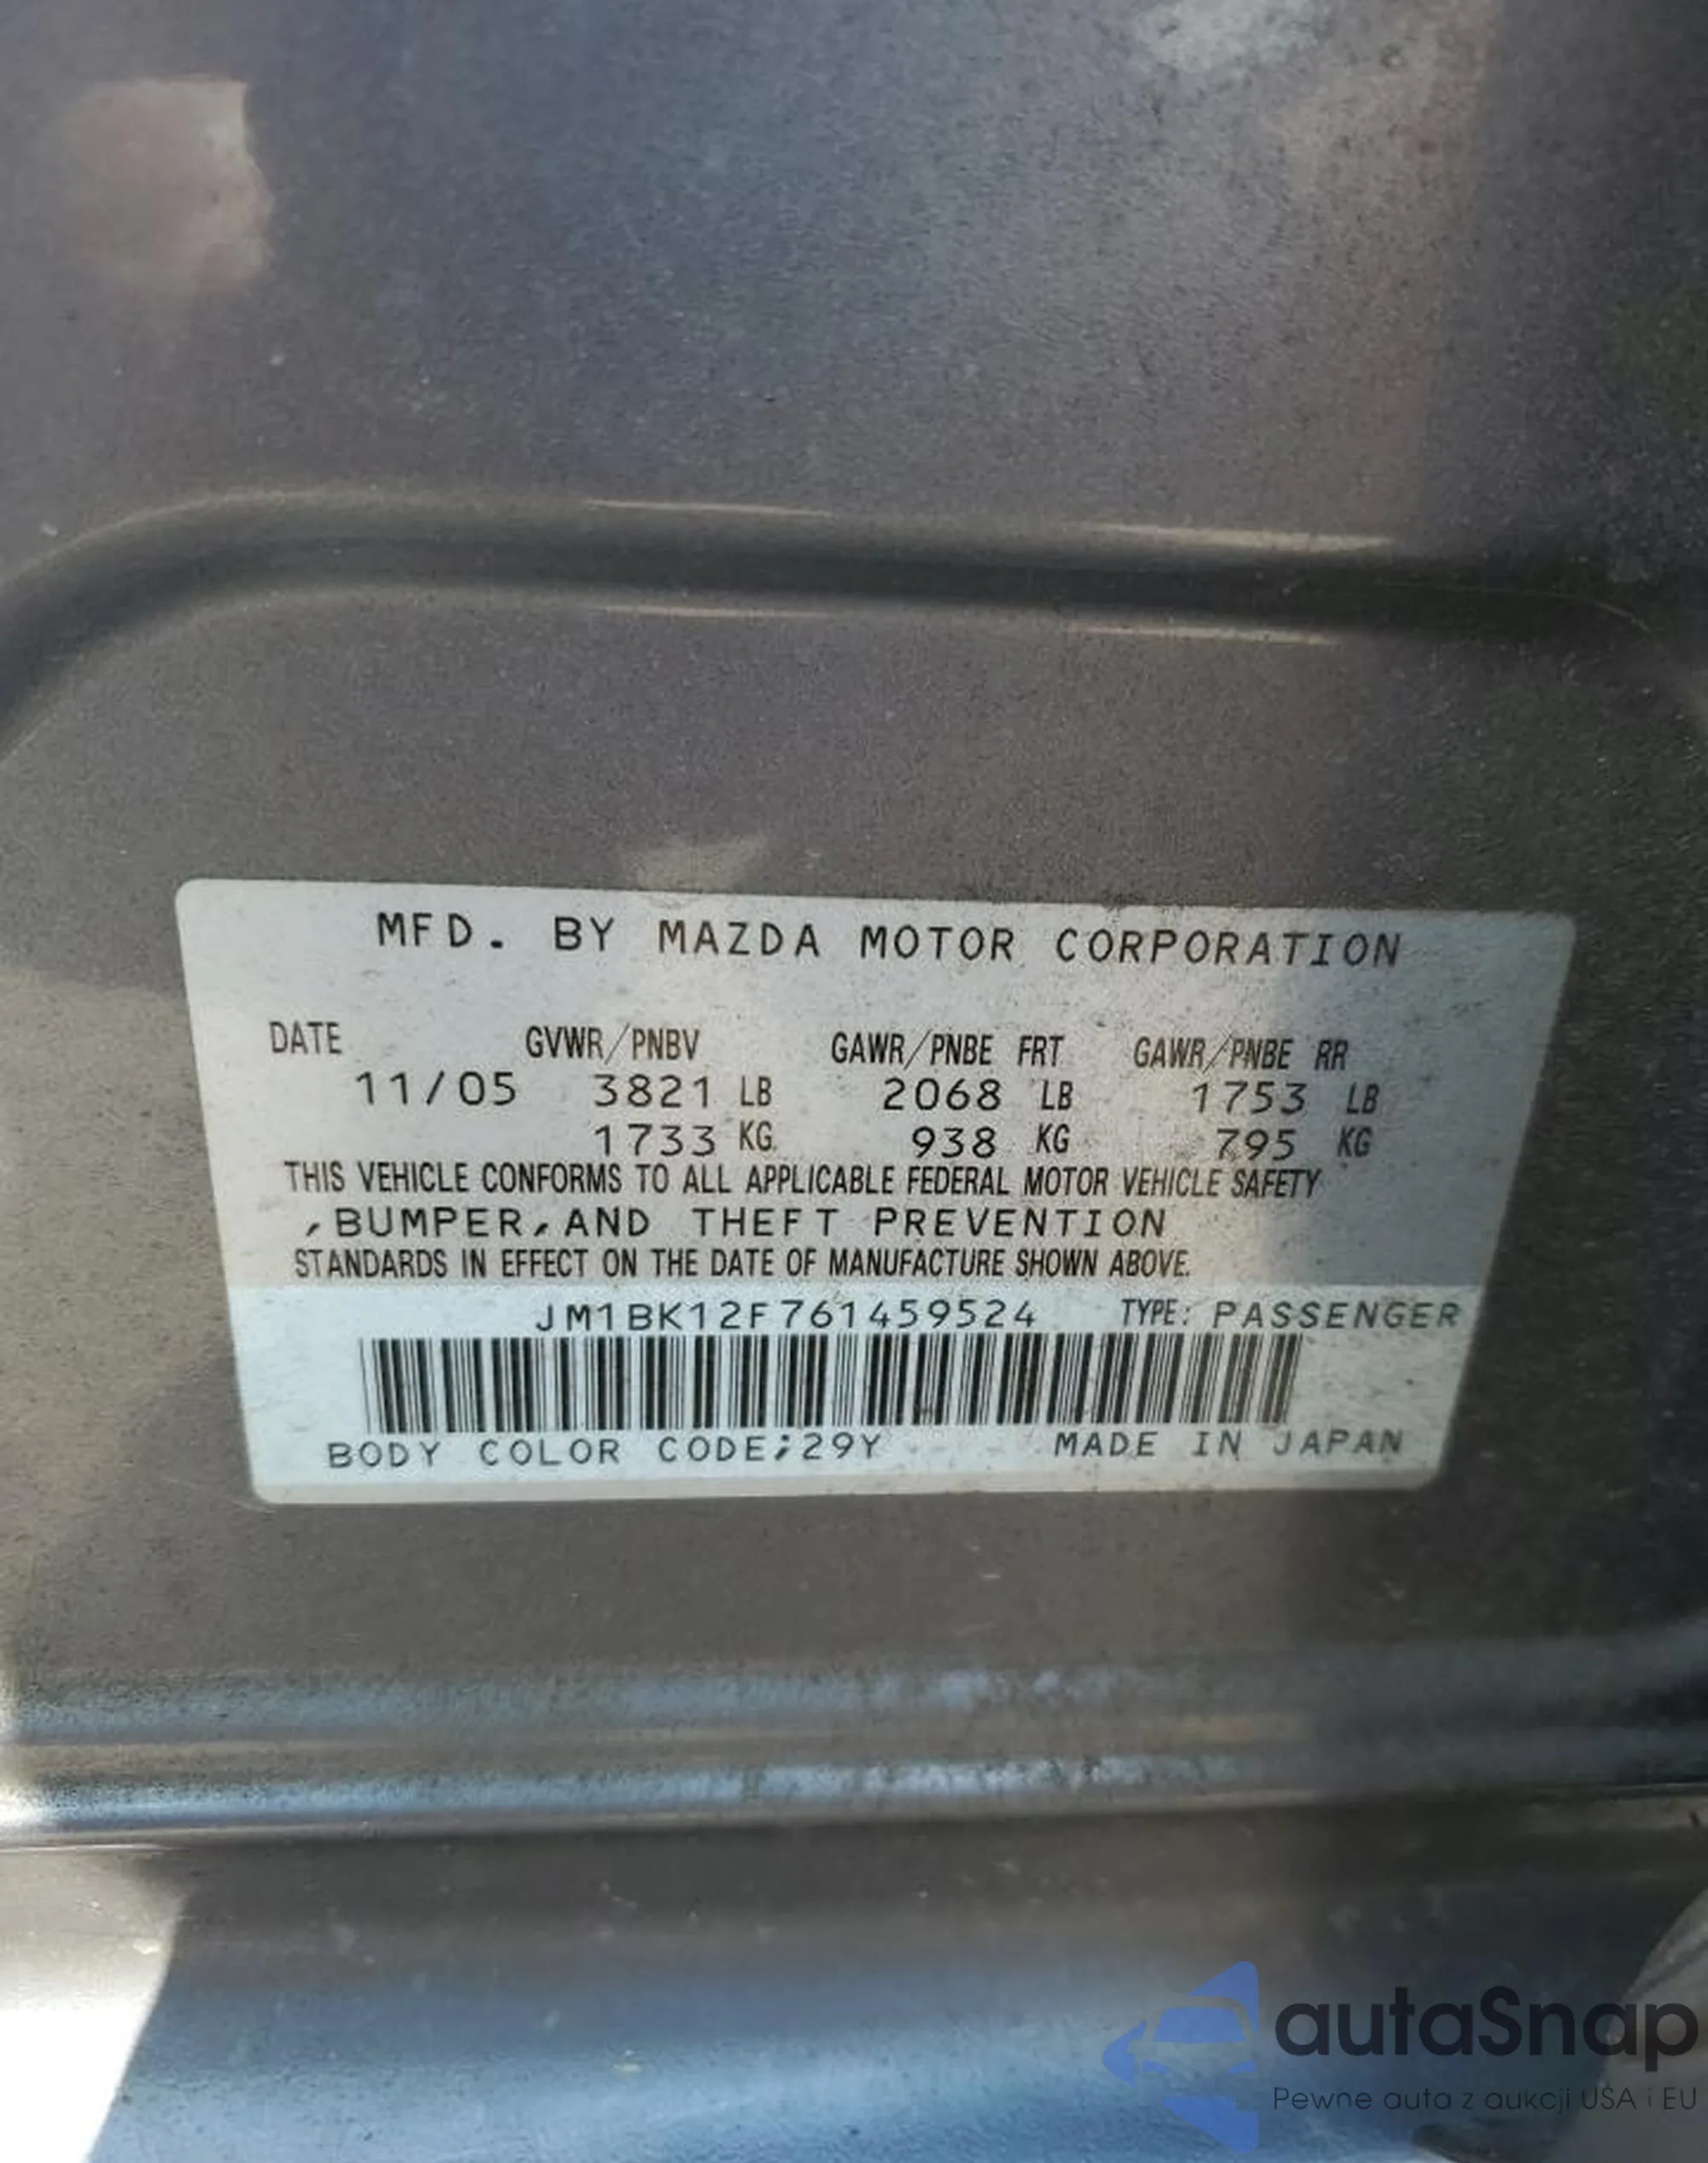 MFD. BY MAZDA MOTOR CORPORATION
DATE GVWR/PNBV GAWR/PNBE FRT GAWR/PNBE RR
11/05 3821 LB 2068 LB 1753 LB
1733 KG 938 KG 795 KG
THIS VEHICLE CONFORMS TO ALL APPLICABLE FEDERAL MOTOR VEHICLE SAFETY
,BUMPER,AND THEFT PREVENTION
STANDARDS IN EFFECT ON THE DATE OF MANUFACTURE SHOWN ABOVE.
JM1BK12F761459524 TYPE: PASSENGER
BODY COLOR CODE;29Y MADE IN JAPAN
autaSnap
Pewne auta z aukcji USA i EU